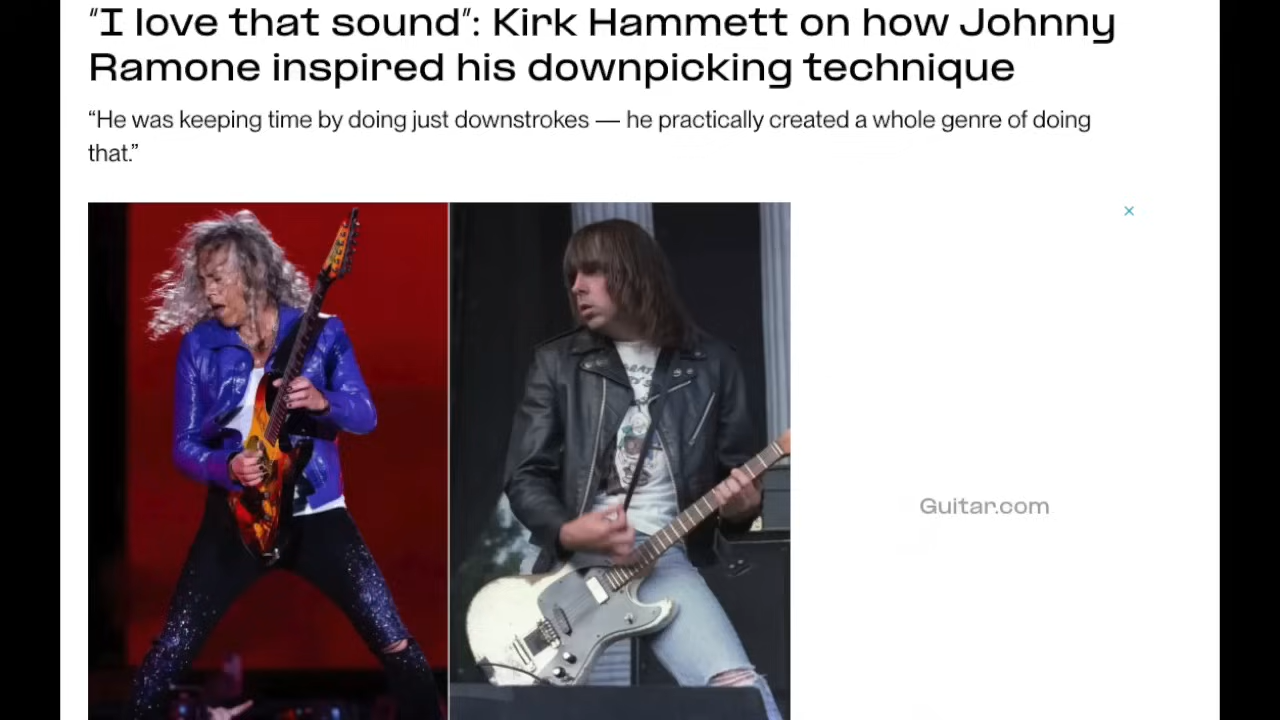 "I love that sound": Kirk Hammett on how Johnny
Ramone inspired his downpicking technique
“He was keeping time by doing just downstrokes — he practically created a whole genre of doing
that.”
Guitar.com